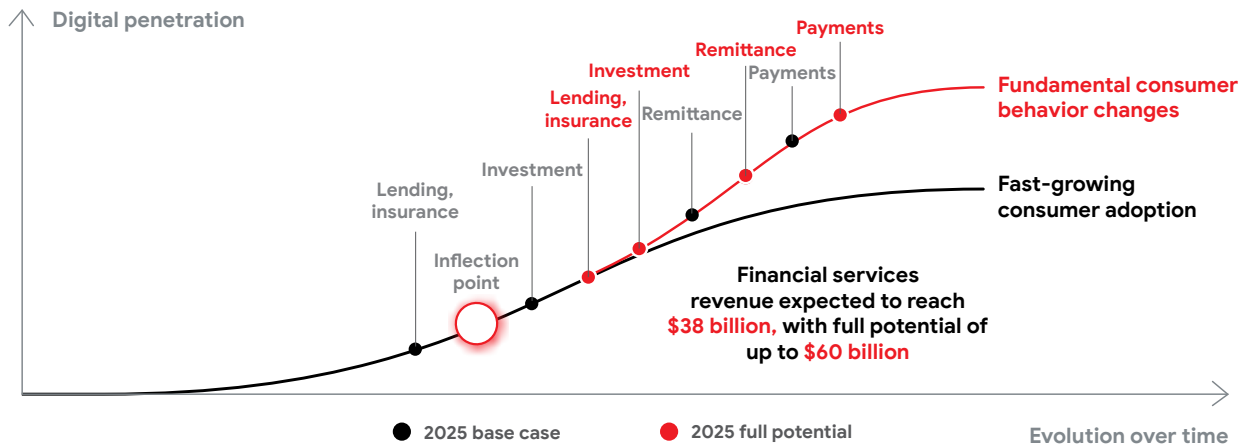 Digital penetration
Payments
Remittance
Payments
Investment
Lending,
insurance
Remittance
Investment
Lending,
insurance
Inflection
point
Fundamental consumer
behavior changes
Fast-growing
consumer adoption
Financial services
revenue expected to reach
$38 billion, with full potential of
up to $60 billion
2025 base case
2025 full potential
Evolution over time